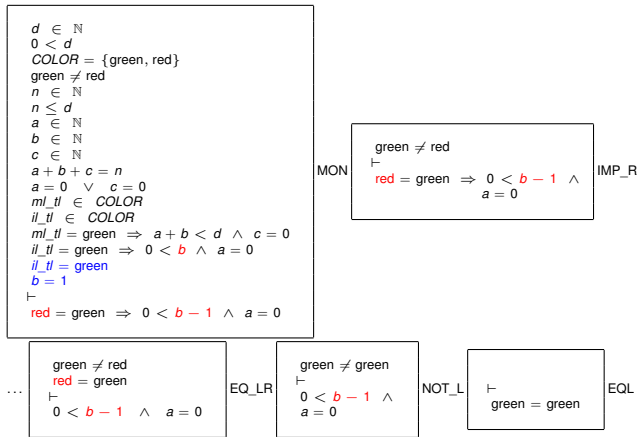 d ∈ ℕ
0 < d
COLOR = {green, red}
green ≠ red
n ∈ ℕ
n ≤ d
a ∈ ℕ
b ∈ ℕ
c ∈ ℕ
a + b + c = n
a = 0 ∨ c = 0
ml_tl ∈ COLOR
il_tl ∈ COLOR
ml_tl = green ⇒ a + b < d ∧ c = 0
il_tl = green ⇒ 0 < b ∧ a = 0
il_tl = green
b = 1
⊢
red = green ⇒ 0 < b − 1 ∧ a = 0
MON
green ≠ red
⊢
red = green ⇒ 0 < b − 1 ∧
a = 0
IMP_R
...
green ≠ red
red = green
⊢
0 < b − 1 ∧ a = 0
EQ_LR
green ≠ green
⊢
0 < b − 1 ∧
a = 0
NOT_L
⊢
green = green
EQL